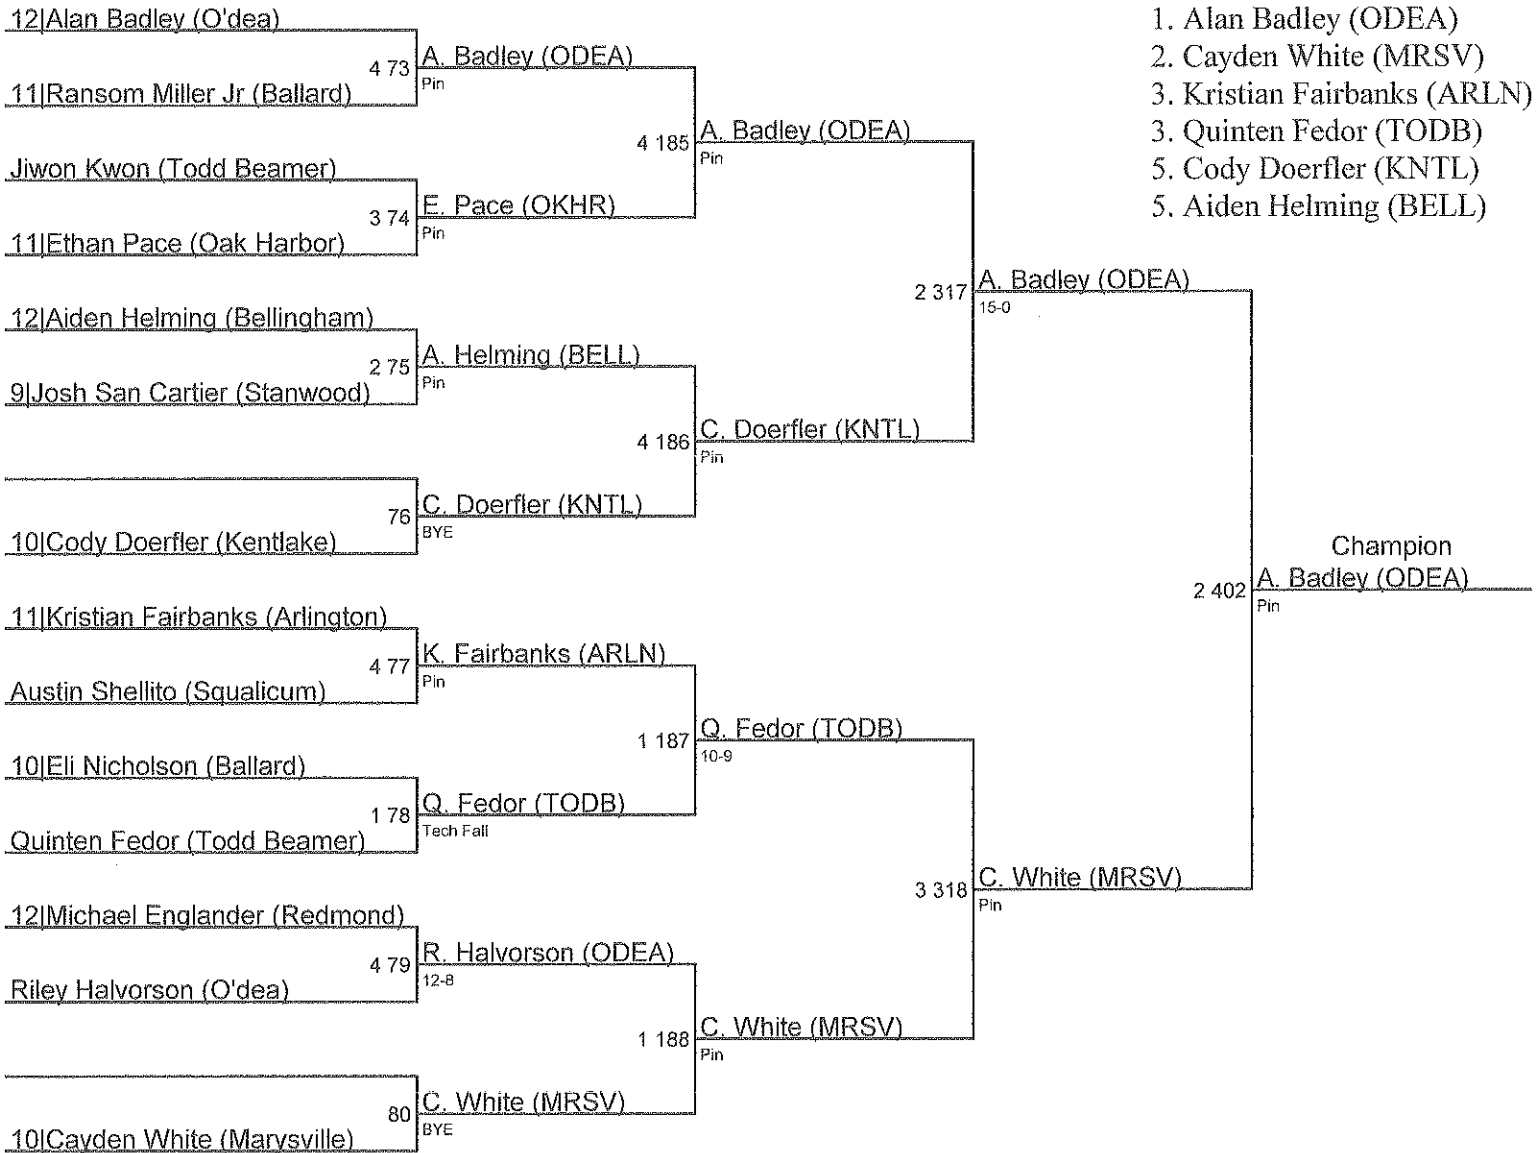 12|Alan Badley (O'dea)
4 73
A. Badley (ODEA)
Pin
11|Ransom Miller Jr (Ballard)
4 185
A. Badley (ODEA)
Pin
Jiwon Kwon (Todd Beamer)
3 74
E. Pace (OKHR)
Pin
11|Ethan Pace (Oak Harbor)
2 317
A. Badley (ODEA)
15-0
12|Aiden Helming (Bellingham)
2 75
A. Helming (BELL)
Pin
9|Josh San Cartier (Stanwood)
4 186
C. Doerfler (KNTL)
Pin
76
C. Doerfler (KNTL)
BYE
10|Cody Doerfler (Kentlake)
Champion
2 402
A. Badley (ODEA)
Pin
11|Kristian Fairbanks (Arlington)
4 77
K. Fairbanks (ARLN)
Pin
Austin Shellito (Squalicum)
1 187
Q. Fedor (TODB)
10-9
10|Eli Nicholson (Ballard)
1 78
Q. Fedor (TODB)
Tech Fall
Quinten Fedor (Todd Beamer)
3 318
C. White (MRSV)
Pin
12|Michael Englander (Redmond)
4 79
R. Halvorson (ODEA)
12-8
Riley Halvorson (O'dea)
1 188
C. White (MRSV)
Pin
80
C. White (MRSV)
BYE
10|Cayden White (Marysville)
1. Alan Badley (ODEA)
2. Cayden White (MRSV)
3. Kristian Fairbanks (ARLN)
3. Quinten Fedor (TODB)
5. Cody Doerfler (KNTL)
5. Aiden Helming (BELL)